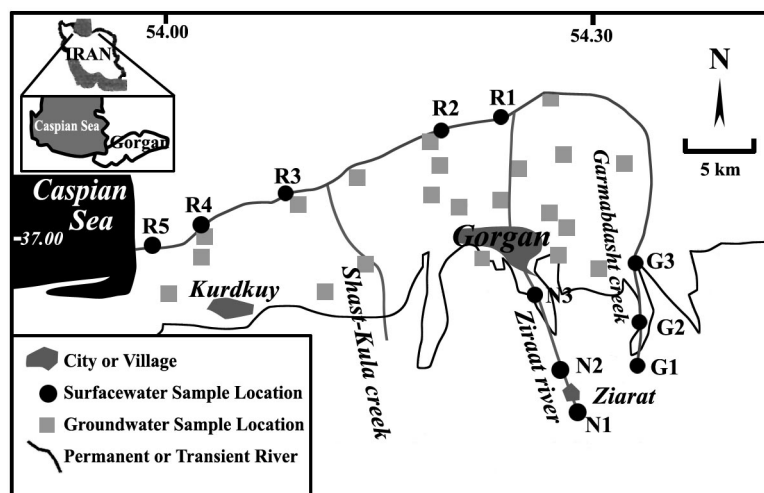 54.00
54.30
IRAN
Caspian Sea
Gorgan
N
5 km
R1
R2
R3
R4
R5
Caspian
Sea
37.00
Gorgan
Garmabdasht creek
G3
G2
G1
Kurdkuy
Shast-Kula creek
Ziraat river
N3
N2
N1
Ziarat
City or Village
Surfacewater Sample Location
Groundwater Sample Location
Permanent or Transient River